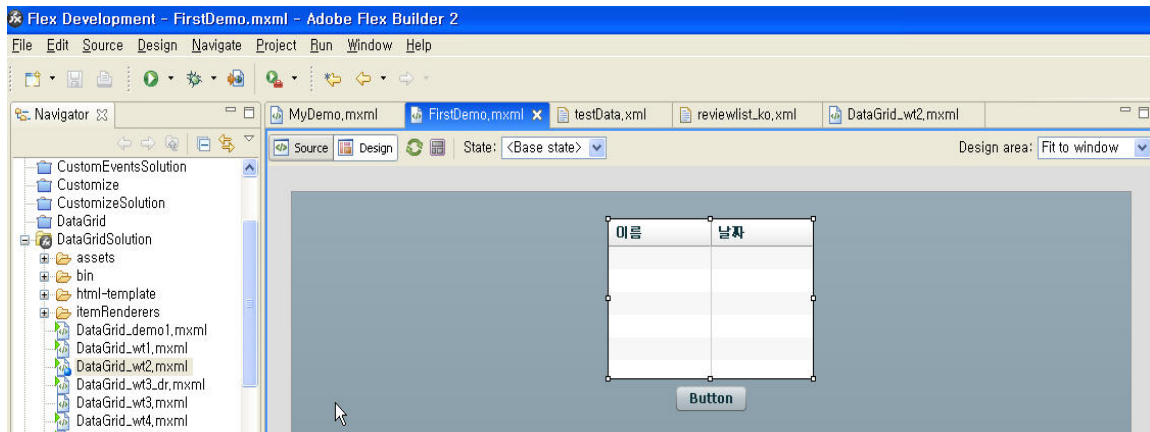 Flex Development - FirstDemo.mxml - Adobe Flex Builder 2
File Edit Source Design Navigate Project Run Window Help
Navigator
MyDemo.mxml FirstDemo.mxml testData.xml reviewlist_ko.xml DataGrid_wt2.mxml
Source Design State: <Base state> Design area: Fit to window
CustomEventsSolution
Customize
CustomizeSolution
DataGrid
DataGridSolution
assets
bin
html-template
itemRenderers
DataGrid_demo1.mxml
DataGrid_wt1.mxml
DataGrid_wt2.mxml
DataGrid_wt3_dr.mxml
DataGrid_wt3.mxml
DataGrid_wt4.mxml
이름 날짜
Button